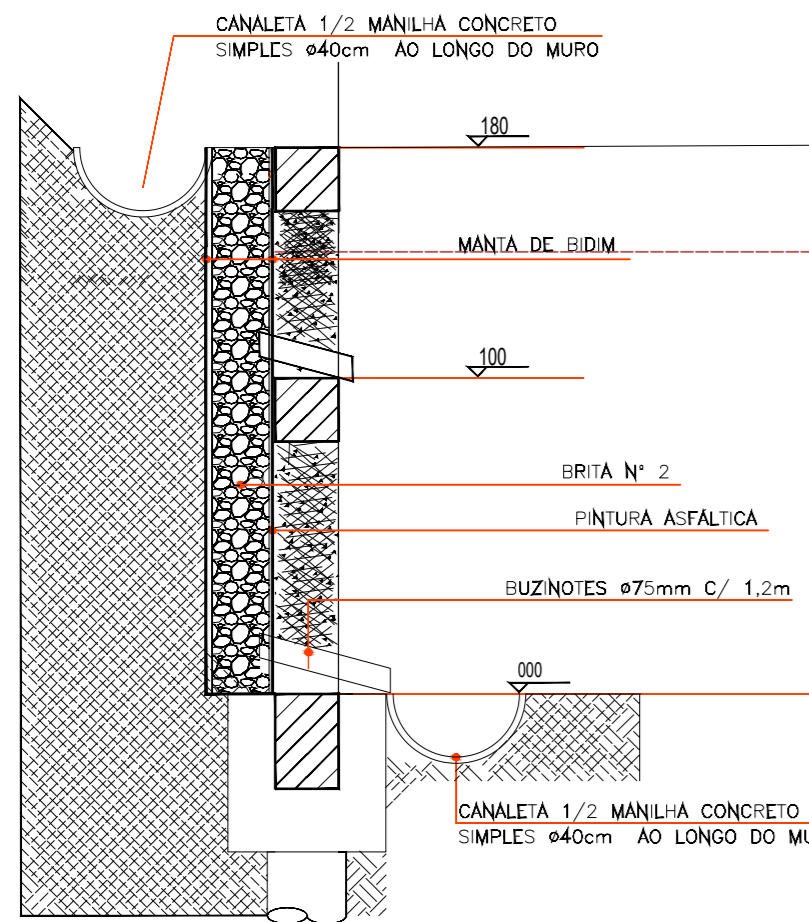 CANALETA 1/2 MANILHA CONCRETO
SIMPLES ø40cm AO LONGO DO MURO
180
MANTA DE BIDIM
100
BRITA N° 2
PINTURA ASFÁLTICA
BUZINOTES ø75mm C/ 1,2m
000
CANALETA 1/2 MANILHA CONCRETO
SIMPLES ø40cm AO LONGO DO MU